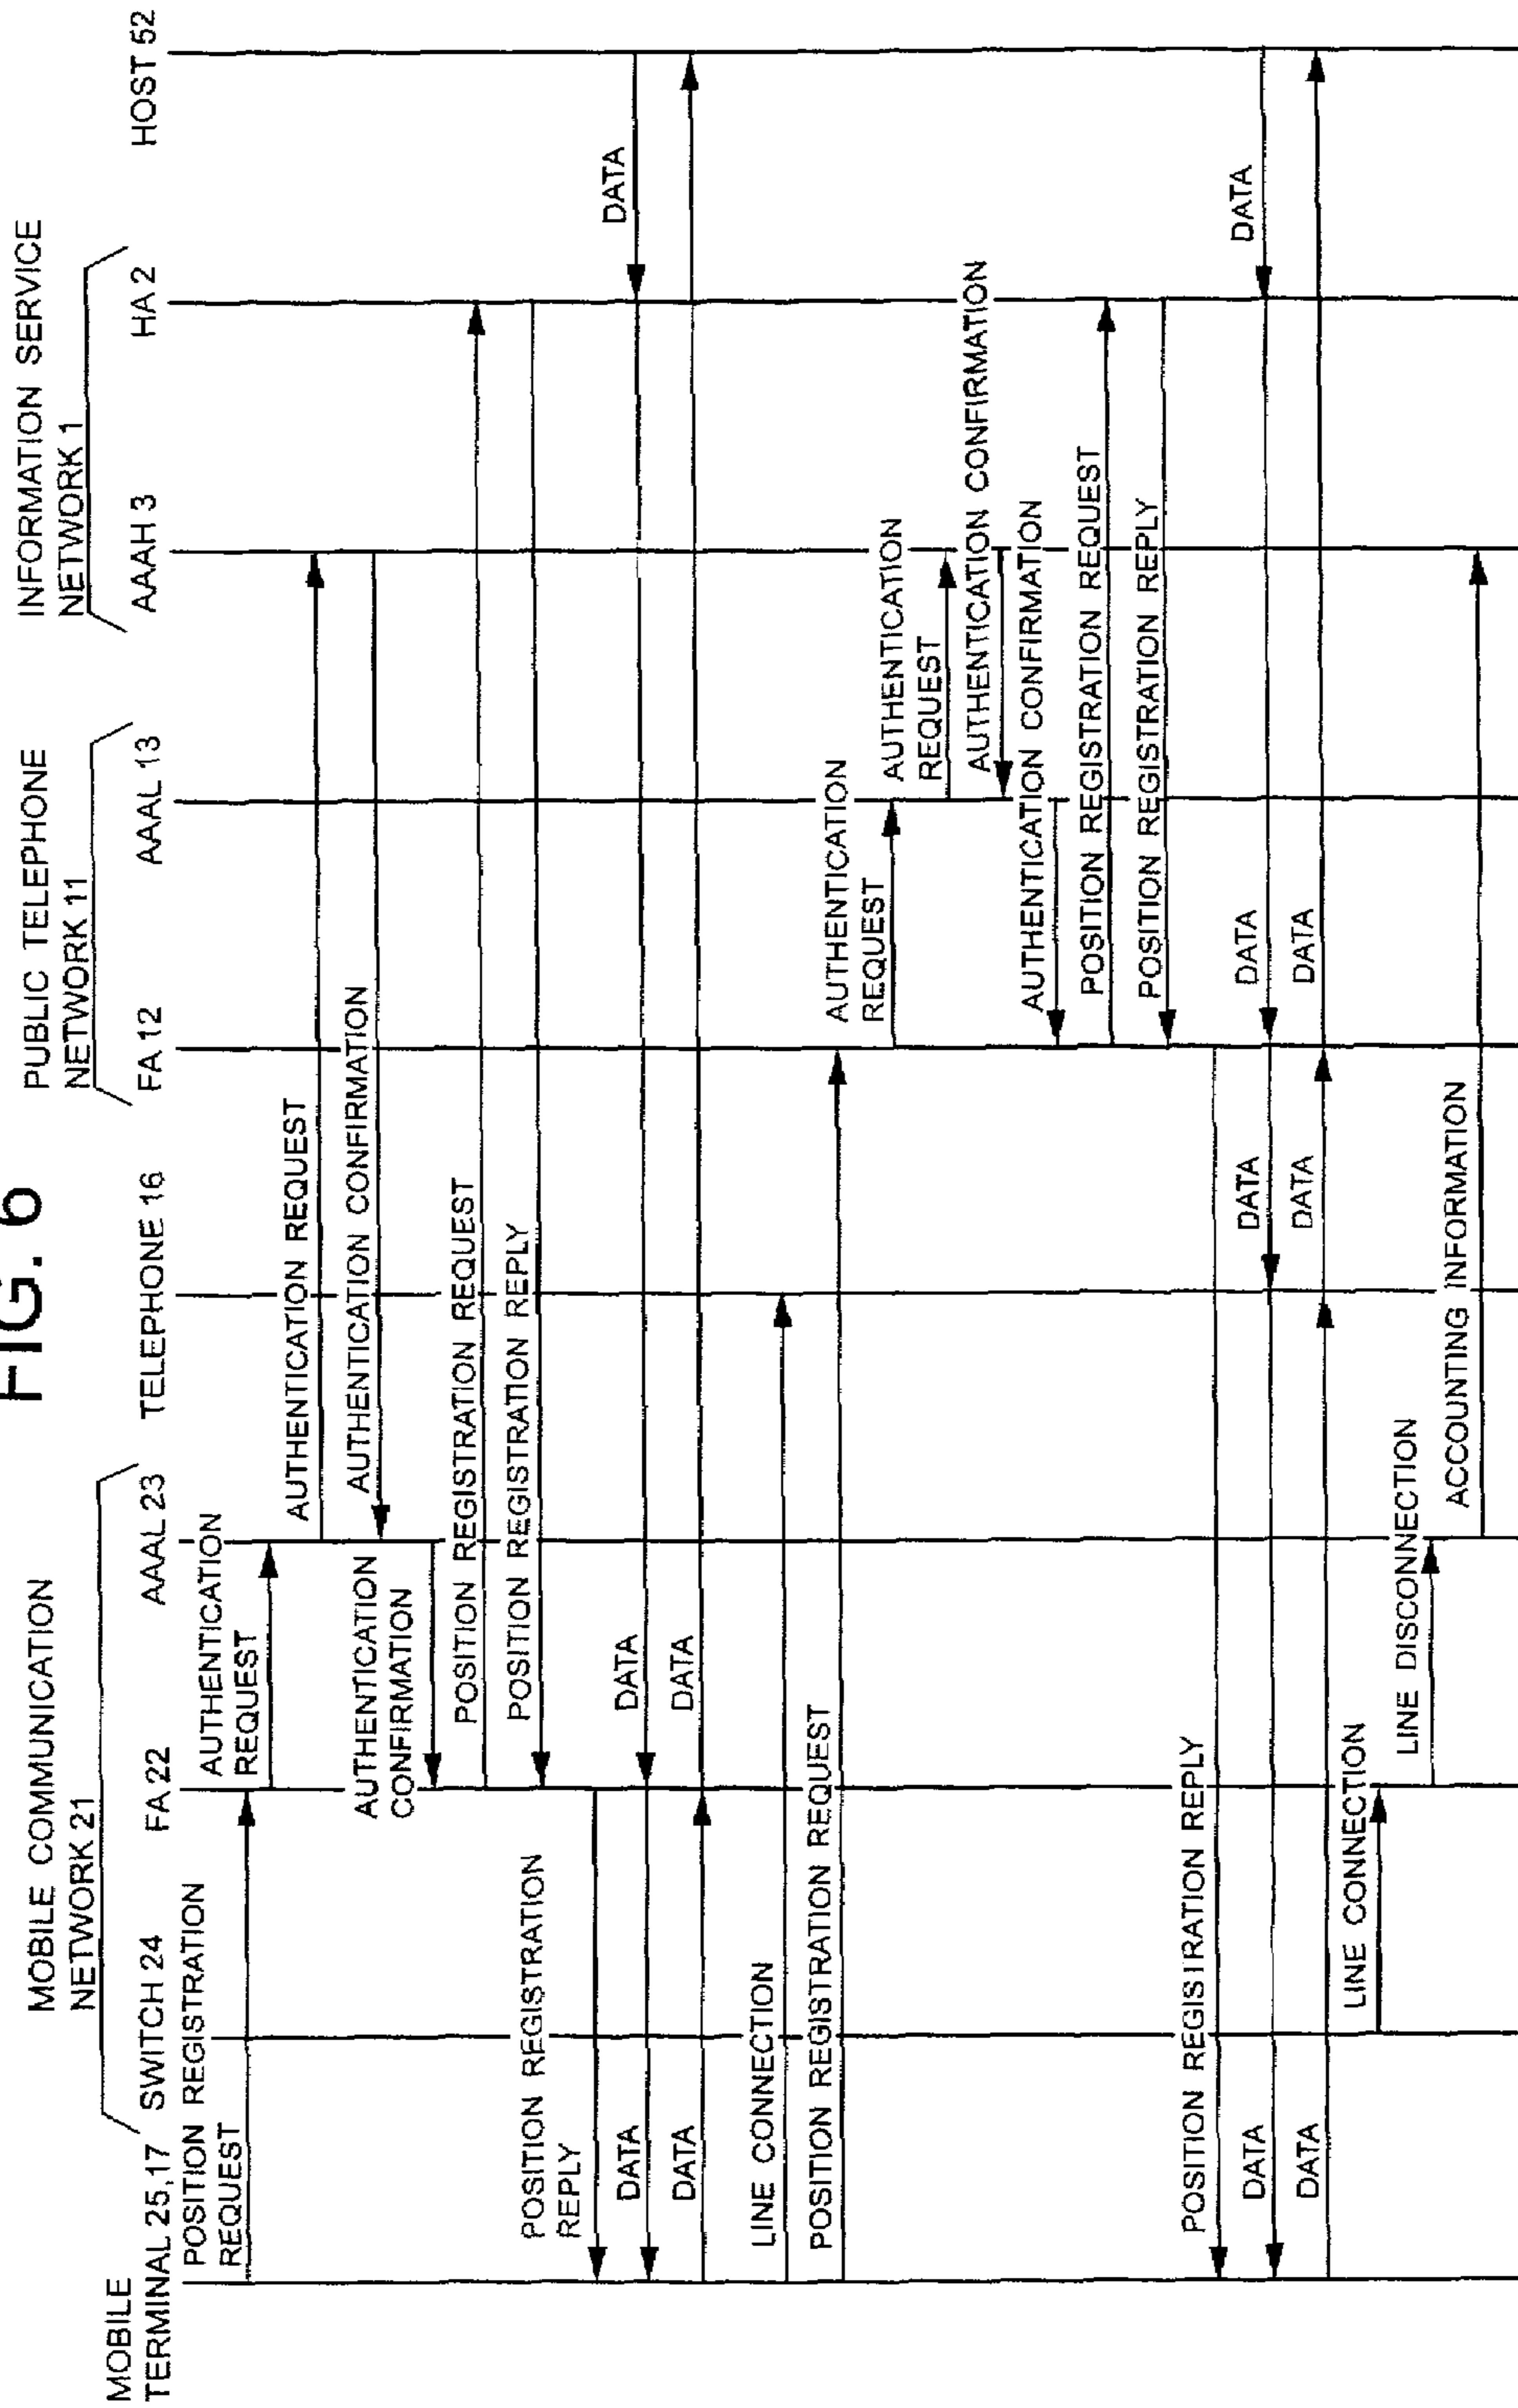 FIG. 6
MOBILE COMMUNICATION
NETWORK 21
PUBLIC TELEPHONE
NETWORK 11
INFORMATION SERVICE
NETWORK 1
MOBILE
TERMINAL 25,17
SWITCH 24
FA 22
AAAL 23
TELEPHONE 16
FA 12
AAAL 13
AAAH 3
HA 2
HOST 52
POSITION REGISTRATION
REQUEST
AUTHENTICATION
REQUEST
AUTHENTICATION REQUEST
AUTHENTICATION CONFIRMATION
AUTHENTICATION
CONFIRMATION
POSITION REGISTRATION REQUEST
POSITION REGISTRATION REPLY
POSITION REGISTRATION
REPLY
DATA
DATA
DATA
DATA
DATA
LINE CONNECTION
POSITION REGISTRATION REQUEST
AUTHENTICATION
REQUEST
AUTHENTICATION
REQUEST
AUTHENTICATION CONFIRMATION
AUTHENTICATION CONFIRMATION
POSITION REGISTRATION REQUEST
POSITION REGISTRATION REPLY
POSITION REGISTRATION REPLY
DATA
DATA
DATA
DATA
DATA
DATA
DATA
LINE CONNECTION
LINE DISCONNECTION
ACCOUNTING INFORMATION